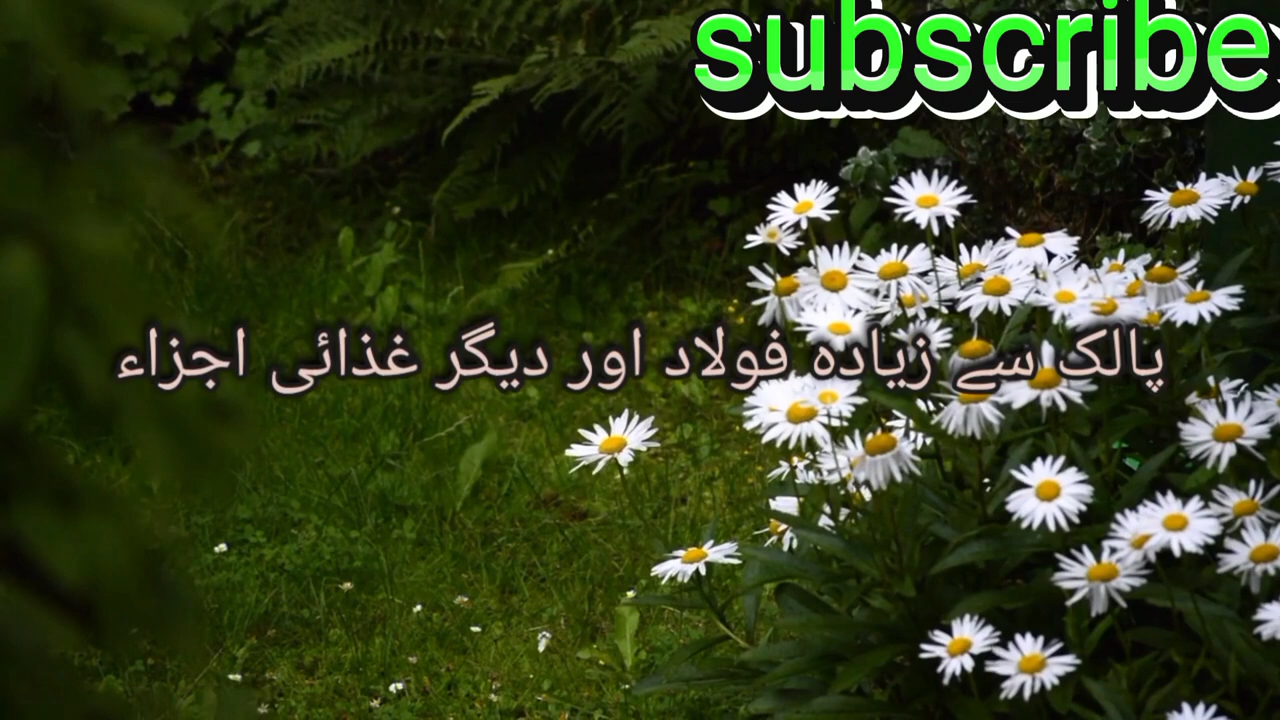 subscribe
پالک سے زیادہ فولاد اور دیگر غذائی اجزاء